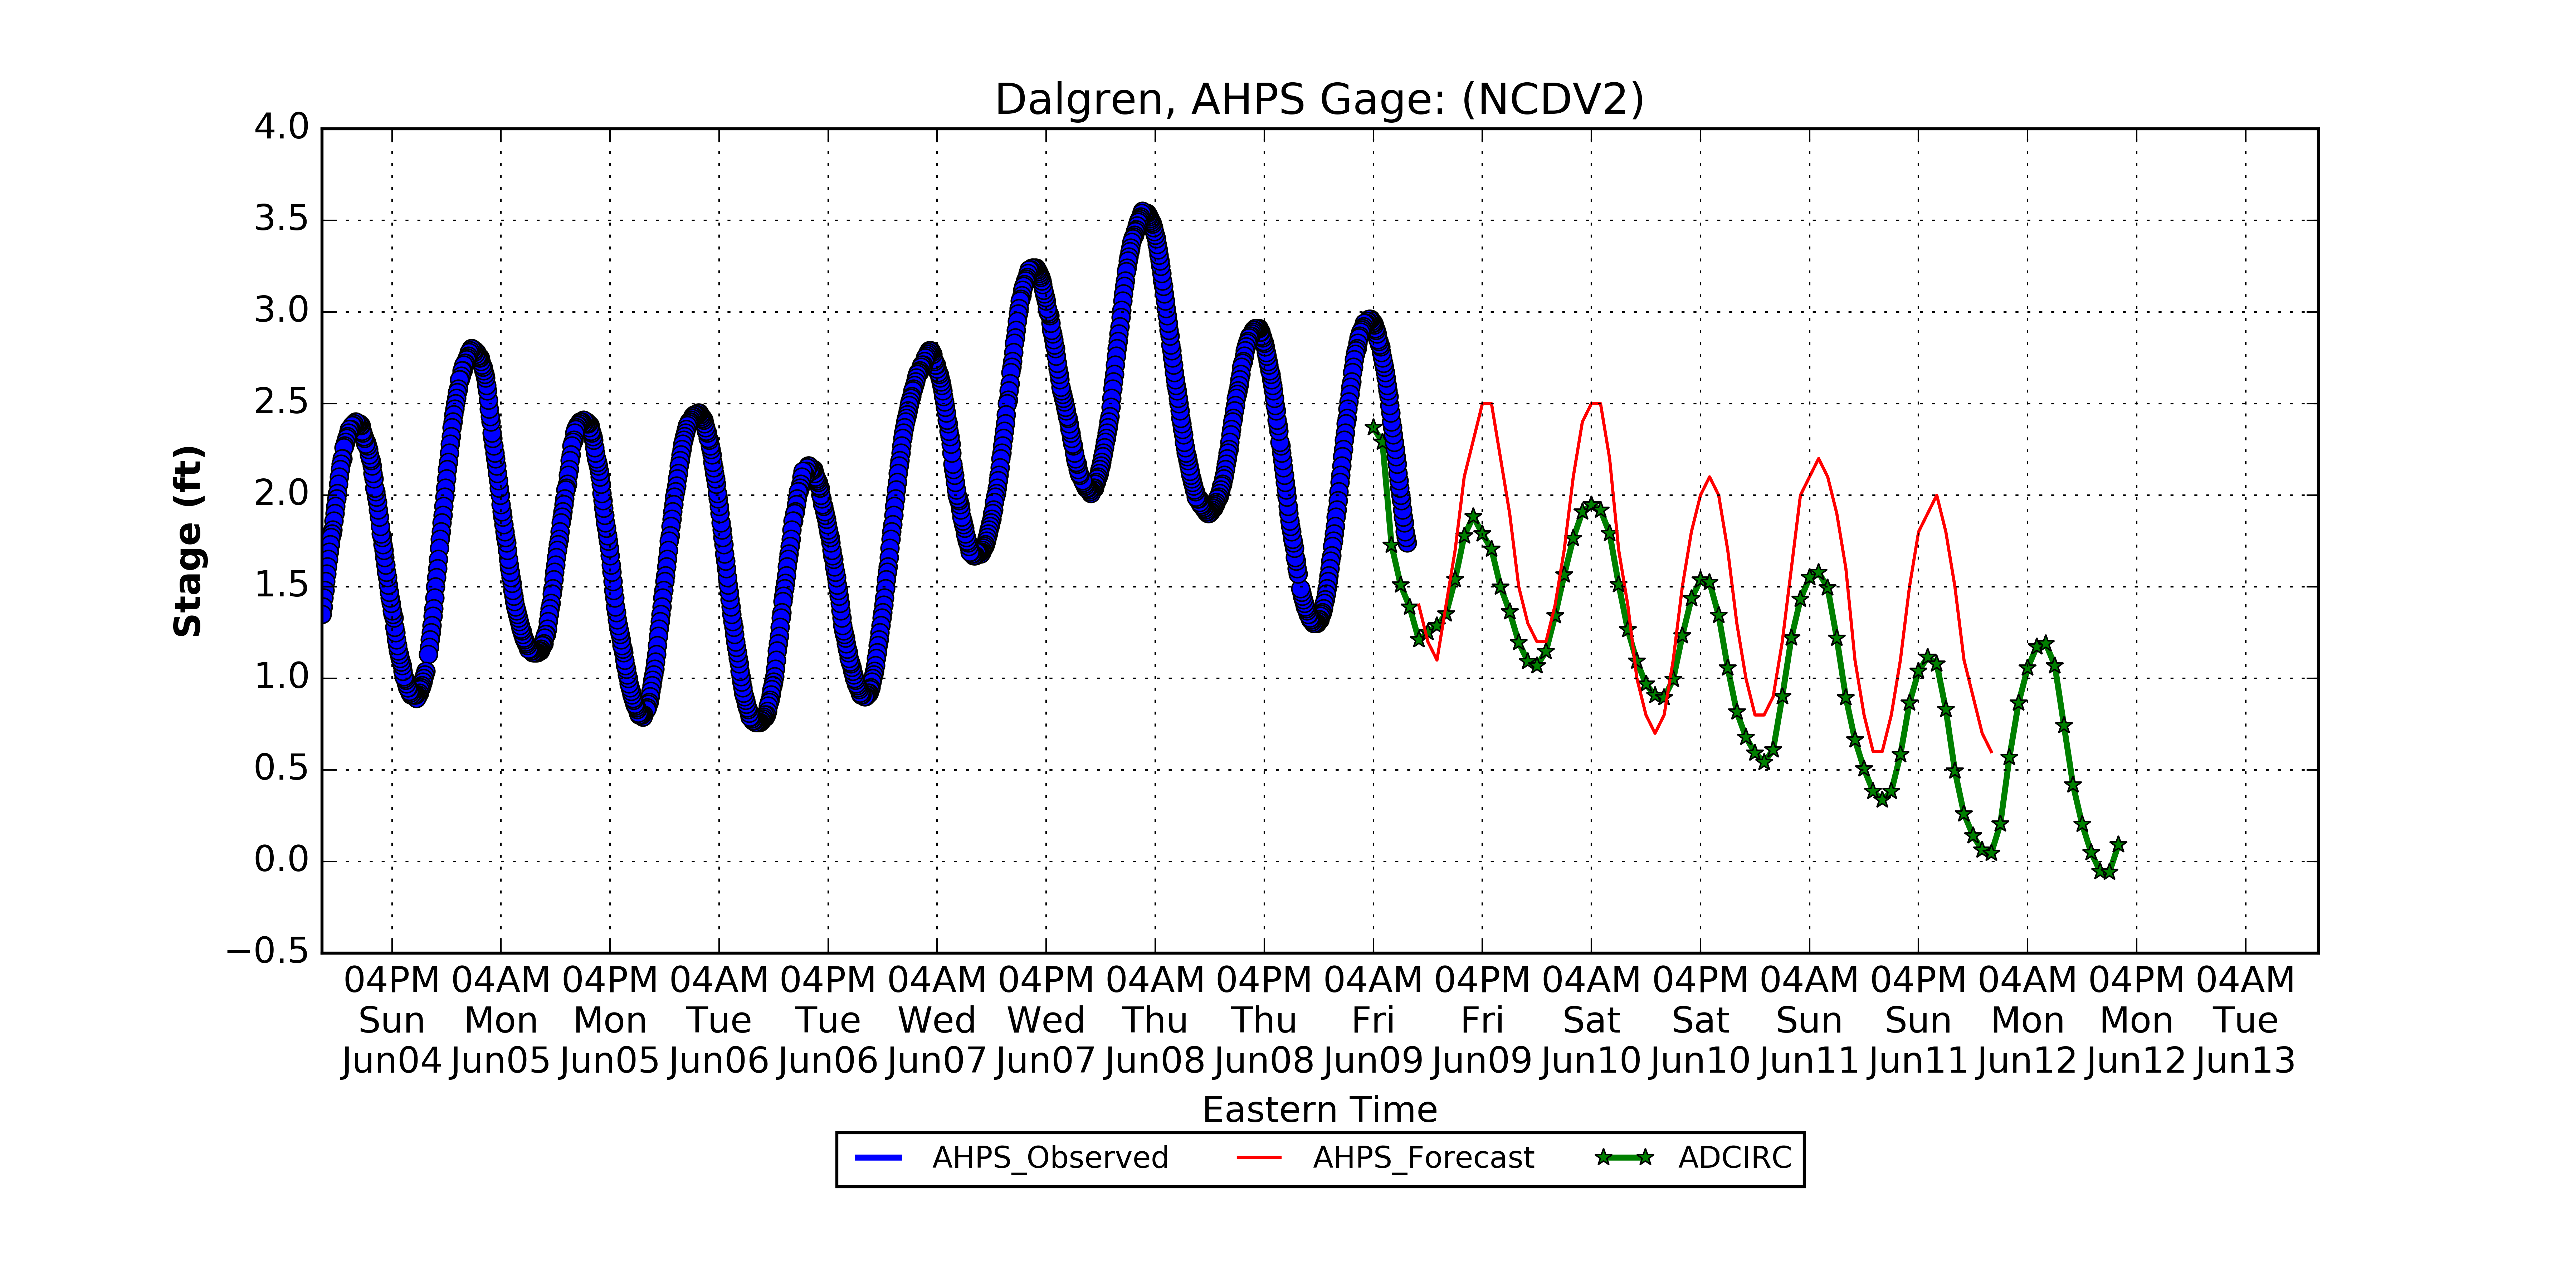 Dalgren, AHPS Gage: (NCDV2)
4.0
3.5
3.0
2.5
2.0
1.5
1.0
0.5
0.0
−0.5
Stage (ft)
04PM 04AM 04PM 04AM 04PM 04AM 04PM 04AM 04PM 04AM 04PM 04AM 04PM 04AM 04PM 04AM 04PM 04AM
Sun Mon Mon Tue Tue Wed Wed Thu Thu Fri Fri Sat Sat Sun Sun Mon Mon Tue
Jun04 Jun05 Jun05 Jun06 Jun06 Jun07 Jun07 Jun08 Jun08 Jun09 Jun09 Jun10 Jun10 Jun11 Jun11 Jun12 Jun12 Jun13
Eastern Time
AHPS_Observed AHPS_Forecast ADCIRC